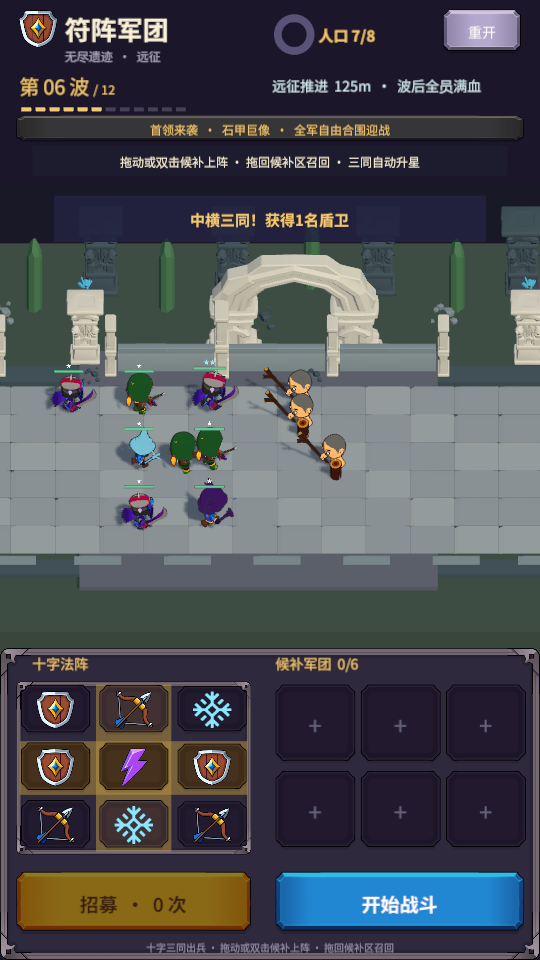 符阵军团
无尽遗迹 · 远征
人口 7/8
重开
第 06 波 / 12
远征推进 125m · 波后全员满血
首领来袭 · 石甲巨像 · 全军自由合围迎战
拖动或双击候补上阵 · 拖回候补区召回 · 三同自动升星
中横三同！获得1名盾卫
十字法阵
候补军团 0/6
招募 · 0 次
开始战斗
十字三同出兵 · 拖动或双击候补上阵 · 拖回候补区召回